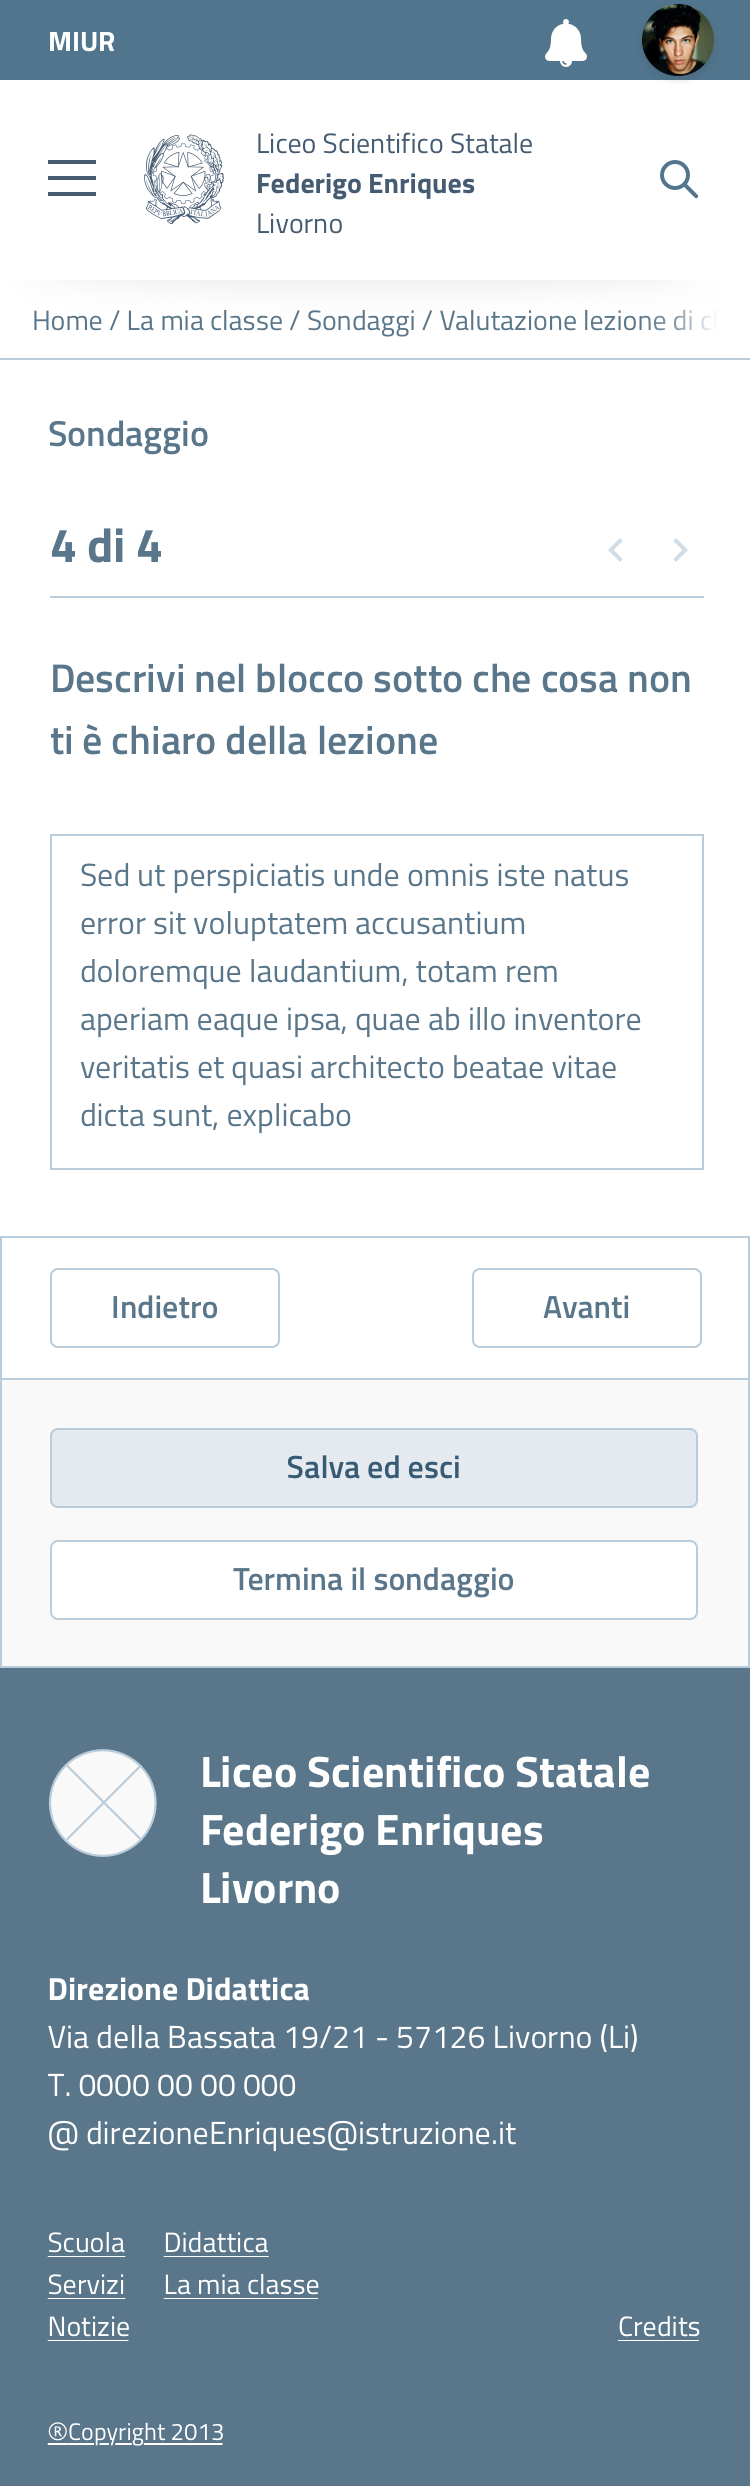 MIUR
Liceo Scientifico Statale
Federigo Enriques
Livorno
REPVBBLICA ITALIANA
Home / La mia classe / Sondaggi / Valutazione lezione di
Sondaggio
4 di 4
Descrivi nel blocco sotto che cosa non
ti è chiaro della lezione
Sed ut perspiciatis unde omnis iste natus
error sit voluptatem accusantium
doloremque laudantium, totam rem
aperiam eaque ipsa, quae ab illo inventore
veritatis et quasi architecto beatae vitae
dicta sunt, explicabo
Indietro
Avanti
Salva ed esci
Termina il sondaggio
Liceo Scientifico Statale
Federigo Enriques
Livorno
Direzione Didattica
Via della Bassata 19/21 - 57126 Livorno (Li)
T. 0000 00 00 000
@ direzioneEnriques@istruzione.it
Scuola Didattica
Servizi La mia classe
Notizie Credits
®Copyright 2013